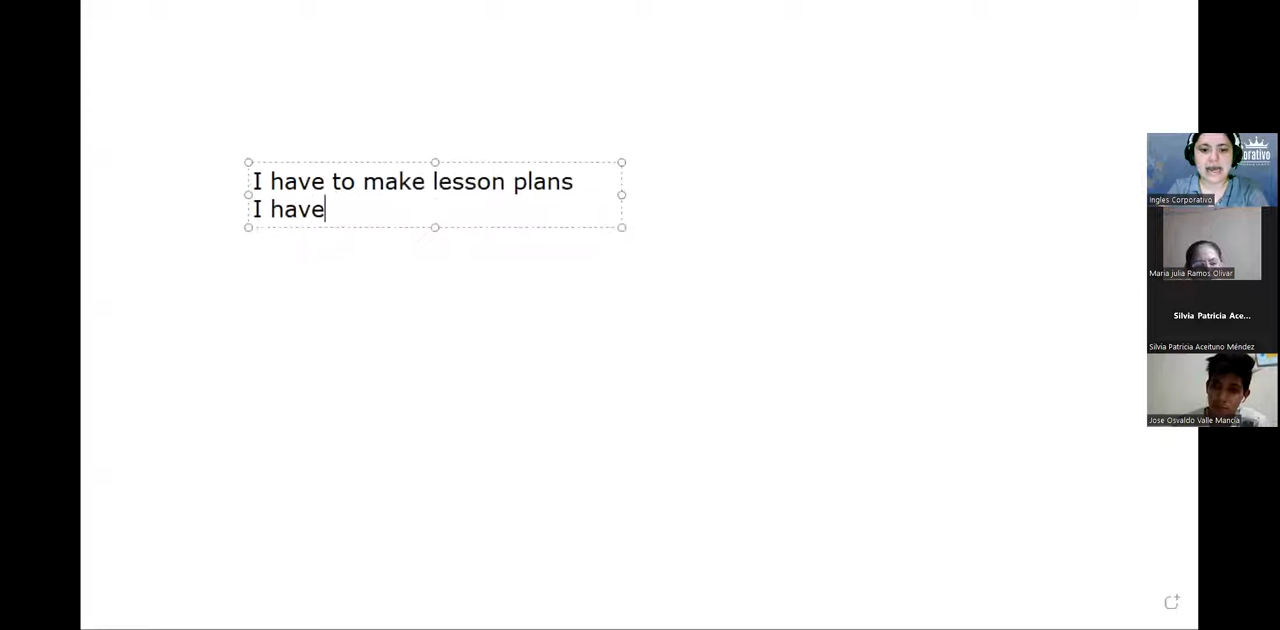 I have to make lesson plans
I have
orativo
Ingles Corporativo
Maria julia Ramos Olivar
Silvia Patricia Ace...
Silvia Patricia Aceituno Méndez
Jose Osvaldo Valle Mancia